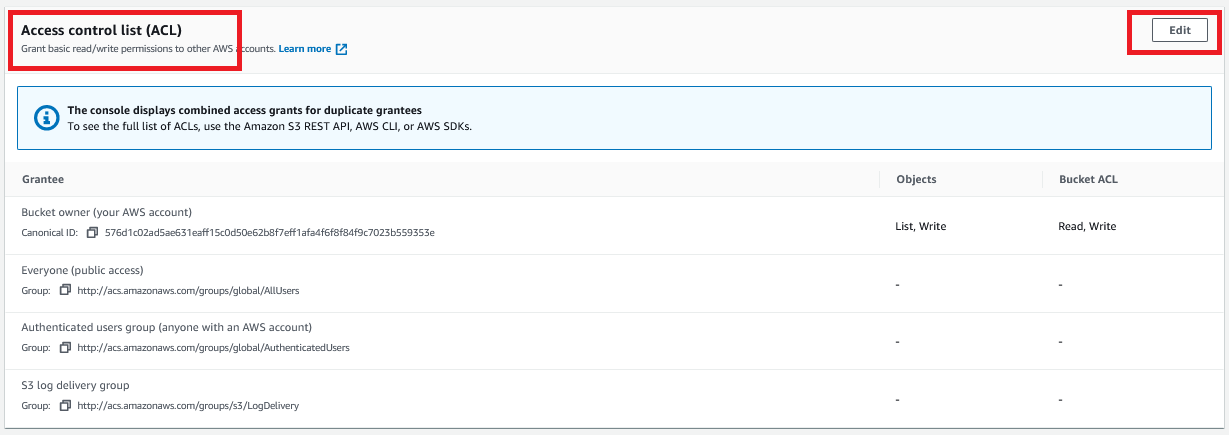 Access control list (ACL)
Edit
Grant basic read/write permissions to other AWS accounts. Learn more
The console displays combined access grants for duplicate grantees
To see the full list of ACLs, use the Amazon S3 REST API, AWS CLI, or AWS SDKs.
Grantee Objects Bucket ACL
Bucket owner (your AWS account)
Canonical ID: 576d1c02ad5ae631eaff15c0d50e62b8f7eff1afa4f6f8f84f9c7023b559353e
List, Write Read, Write
Everyone (public access)
Group: http://acs.amazonaws.com/groups/global/AllUsers
- -
Authenticated users group (anyone with an AWS account)
Group: http://acs.amazonaws.com/groups/global/AuthenticatedUsers
- -
S3 log delivery group
Group: http://acs.amazonaws.com/groups/s3/LogDelivery
- -